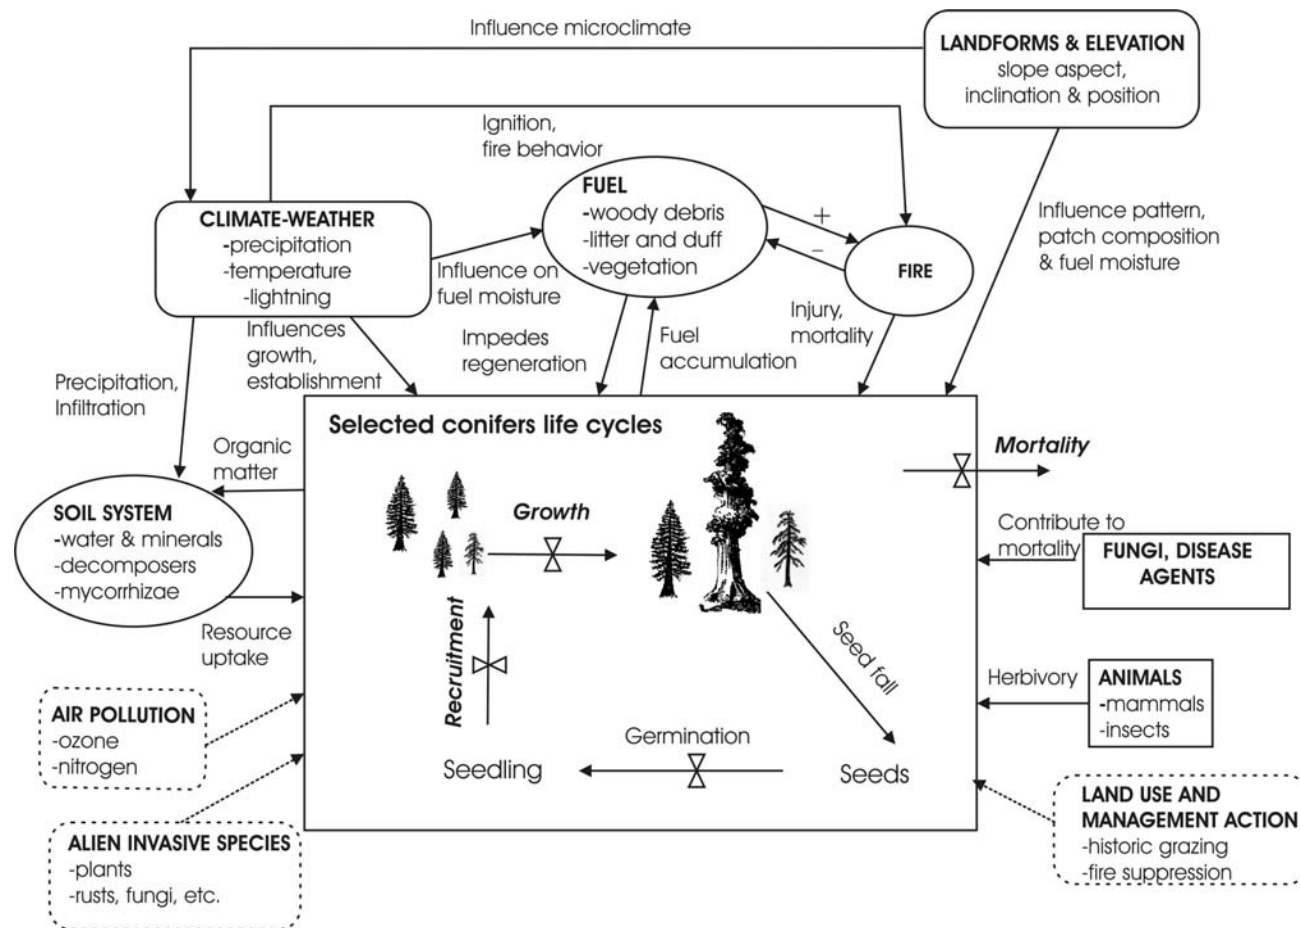 Influence microclimate
LANDFORMS & ELEVATION
slope aspect,
inclination & position
Ignition,
fire behavior
FUEL
-woody debris
-litter and duff
-vegetation
+
–
FIRE
Influence pattern,
patch composition
& fuel moisture
CLIMATE-WEATHER
-precipitation
-temperature
-lightning
Influence on
fuel moisture
Injury,
mortality
Influences
growth,
establishment
Impedes
regeneration
Fuel
accumulation
Precipitation,
Infiltration
Organic
matter
SOIL SYSTEM
-water & minerals
-decomposers
-mycorrhizae
Resource
uptake
Selected conifers life cycles
Growth
Mortality
Recruitment
Seed fall
Germination
Seedling
Seeds
Contribute to
mortality
FUNGI, DISEASE
AGENTS
Herbivory
ANIMALS
-mammals
-insects
AIR POLLUTION
-ozone
-nitrogen
ALIEN INVASIVE SPECIES
-plants
-rusts, fungi, etc.
LAND USE AND
MANAGEMENT ACTION
-historic grazing
-fire suppression